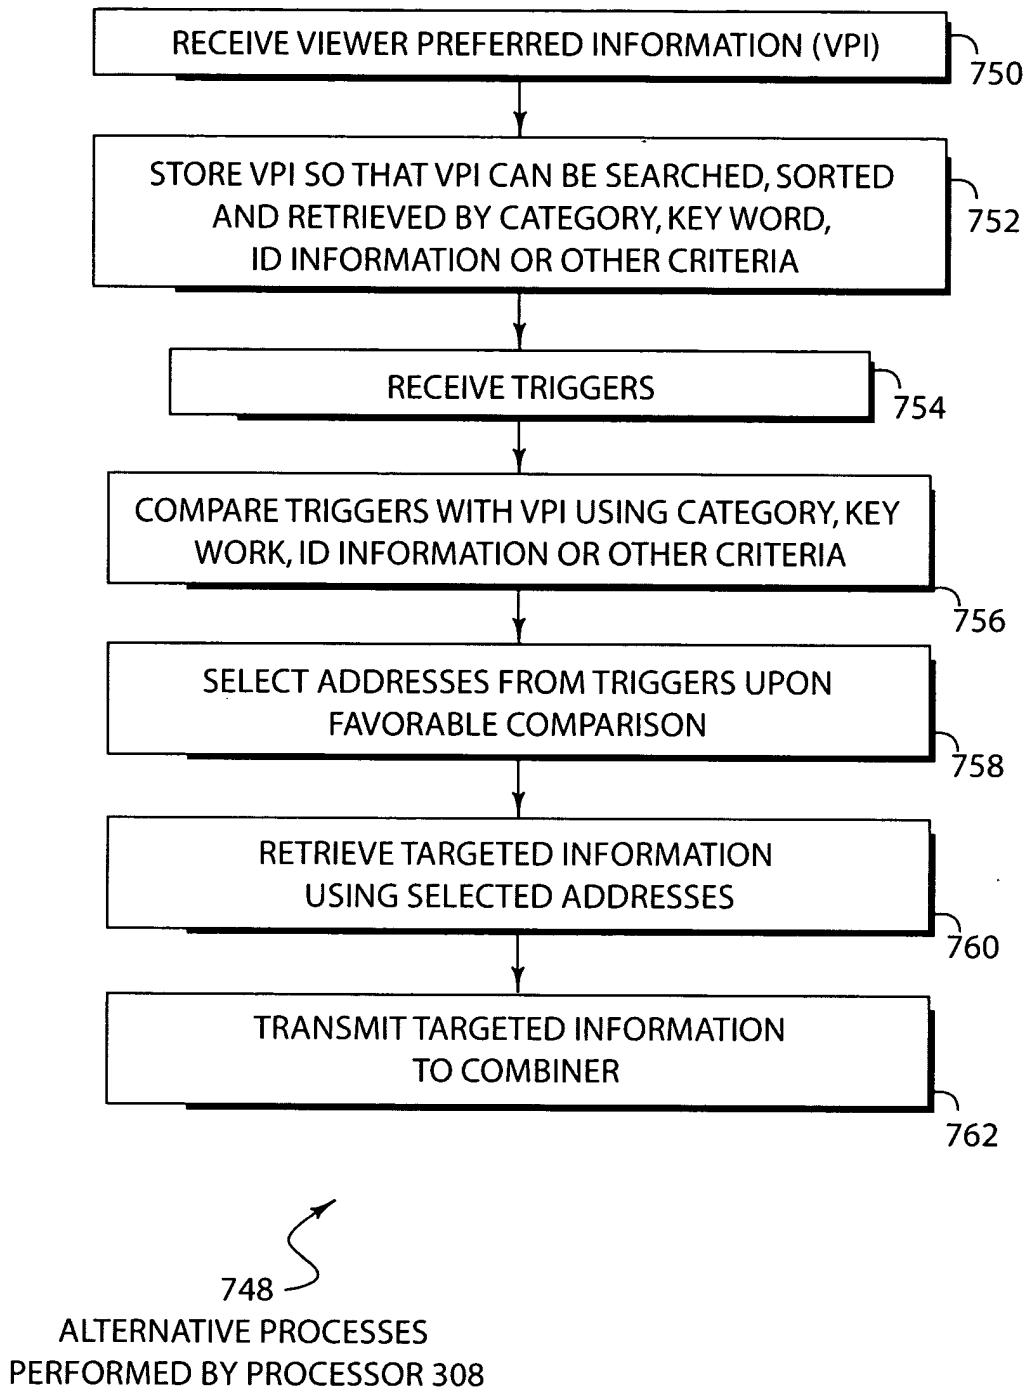 RECEIVE VIEWER PREFERRED INFORMATION (VPI)
750
STORE VPI SO THAT VPI CAN BE SEARCHED, SORTED
AND RETRIEVED BY CATEGORY, KEY WORD,
ID INFORMATION OR OTHER CRITERIA
752
RECEIVE TRIGGERS
754
COMPARE TRIGGERS WITH VPI USING CATEGORY, KEY
WORK, ID INFORMATION OR OTHER CRITERIA
756
SELECT ADDRESSES FROM TRIGGERS UPON
FAVORABLE COMPARISON
758
RETRIEVE TARGETED INFORMATION
USING SELECTED ADDRESSES
760
TRANSMIT TARGETED INFORMATION
TO COMBINER
762
748
ALTERNATIVE PROCESSES
PERFORMED BY PROCESSOR 308